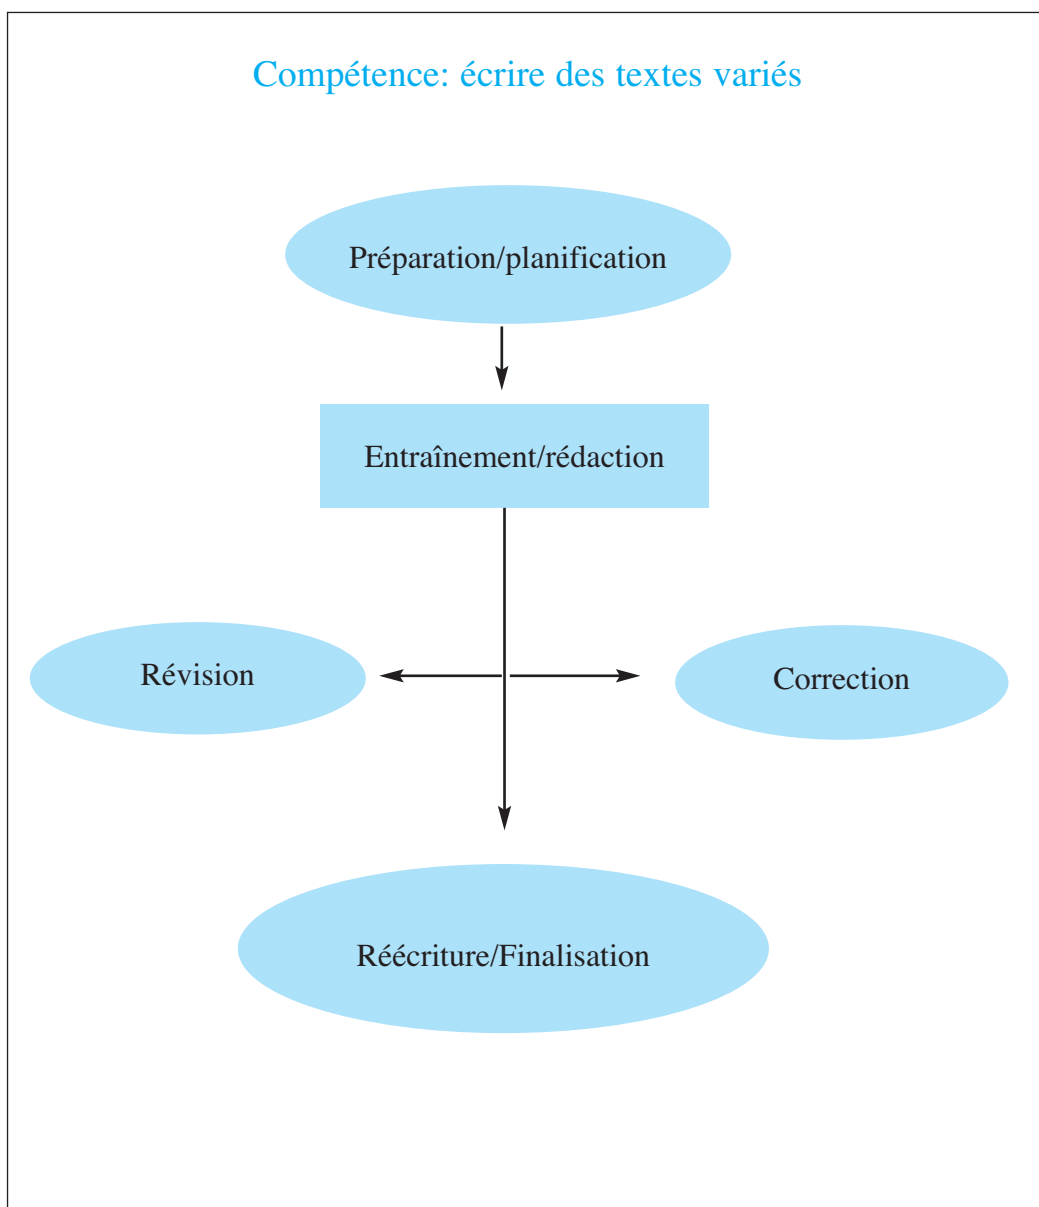 Compétence: écrire des textes variés
Préparation/planification
Entraînement/rédaction
Révision
Correction
Réécriture/Finalisation